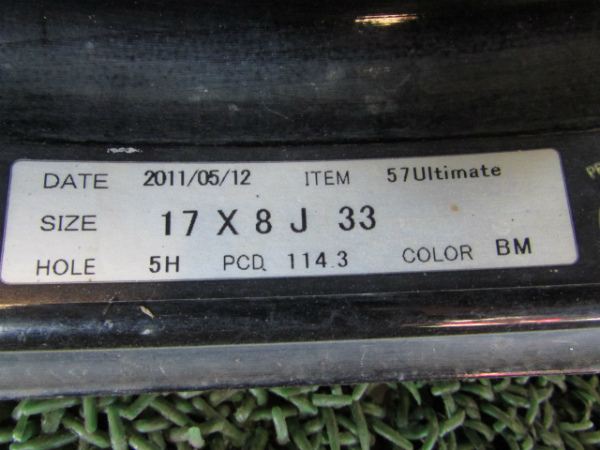 DATE 2011/05/12 ITEM 57Ultimate
SIZE 17 X 8 J 33
HOLE 5H PCD. 114.3 COLOR BM